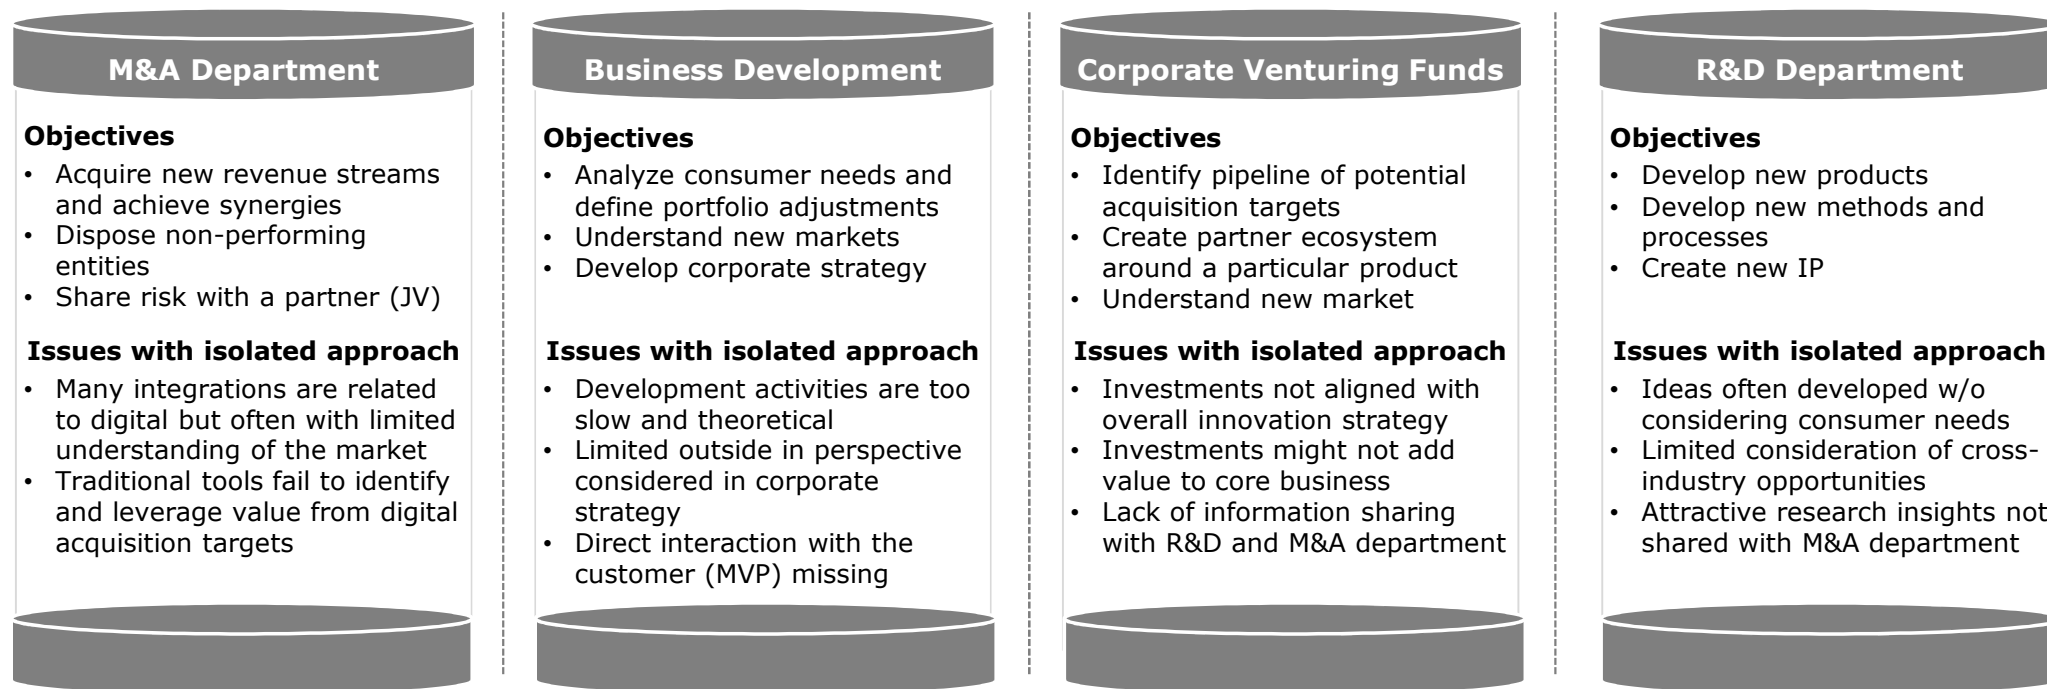 M&A Department
Objectives
• Acquire new revenue streams
and achieve synergies
• Dispose non-performing
entities
• Share risk with a partner (JV)
Issues with isolated approach
• Many integrations are related
to digital but often with limited
understanding of the market
• Traditional tools fail to identify
and leverage value from digital
acquisition targets
Business Development
Objectives
• Analyze consumer needs and
define portfolio adjustments
• Understand new markets
• Develop corporate strategy
Issues with isolated approach
• Development activities are too
slow and theoretical
• Limited outside in perspective
considered in corporate
strategy
• Direct interaction with the
customer (MVP) missing
Corporate Venturing Funds
Objectives
• Identify pipeline of potential
acquisition targets
• Create partner ecosystem
around a particular product
• Understand new market
Issues with isolated approach
• Investments not aligned with
overall innovation strategy
• Investments might not add
value to core business
• Lack of information sharing
with R&D and M&A department
R&D Department
Objectives
• Develop new products
• Develop new methods and
processes
• Create new IP
Issues with isolated approach
• Ideas often developed w/o
considering consumer needs
• Limited consideration of cross-
industry opportunities
• Attractive research insights not
shared with M&A department